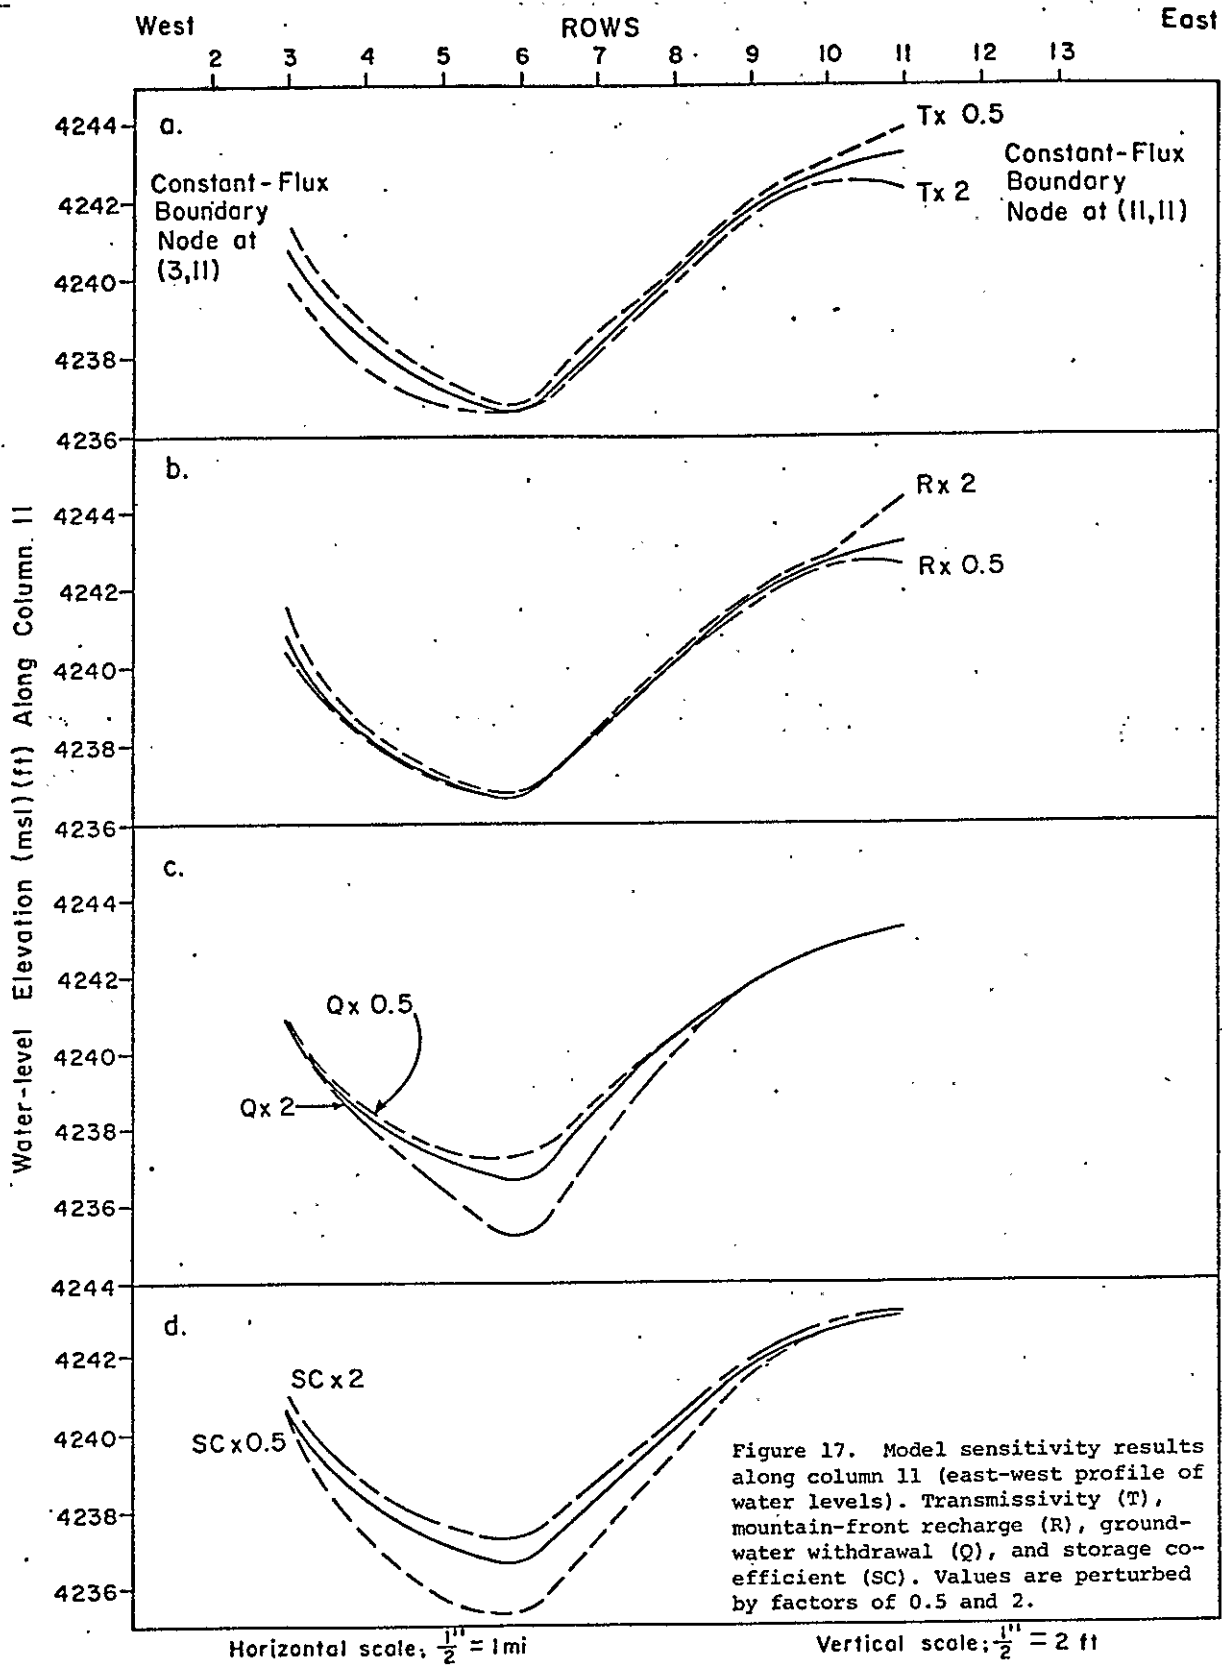 West ROWS East
2 3 4 5 6 7 8 9 10 11 12 13
Water-level Elevation (msl)(ft) Along Column 11
a.
4244
4242
4240
4238
4236
Constant-Flux
Boundary
Node at
(3,11)
Tx 0.5
Tx 2
Constant-Flux
Boundary
Node at (11,11)
b.
4244
4242
4240
4238
4236
Rx 2
Rx 0.5
c.
4244
4242
4240
4238
4236
Qx 0.5
Qx 2
d.
4244
4242
4240
4238
4236
SC x 2
SC x 0.5
Figure 17. Model sensitivity results
along column 11 (east-west profile of
water levels). Transmissivity (T),
mountain-front recharge (R), ground-
water withdrawal (Q), and storage co-
efficient (SC). Values are perturbed
by factors of 0.5 and 2.
Horizontal scale; 1/2" = 1mi
Vertical scale; 1/2" = 2 ft